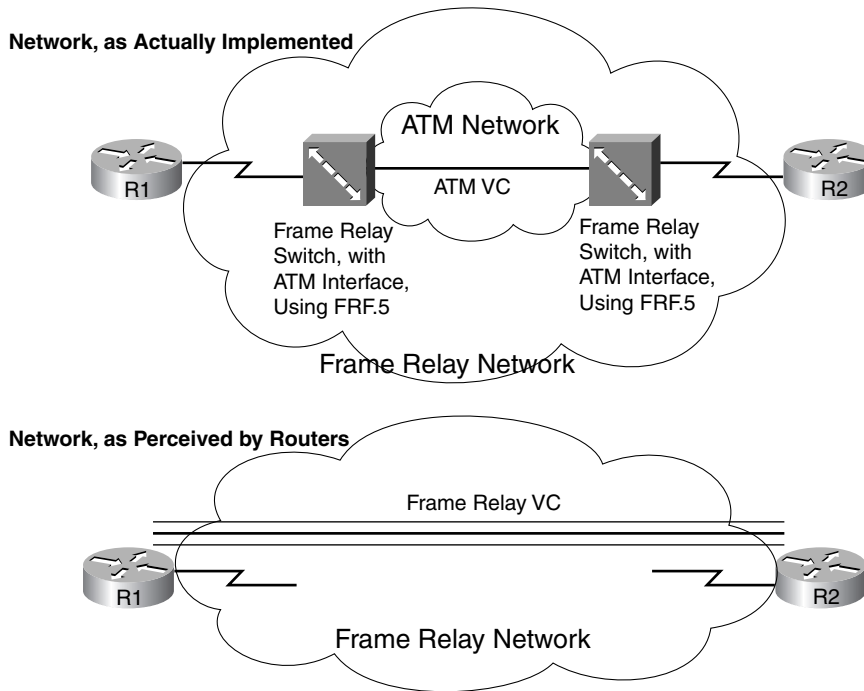 Network, as Actually Implemented
ATM Network
R1
ATM VC
R2
Frame Relay
Switch, with
ATM Interface,
Using FRF.5
Frame Relay
Switch, with
ATM Interface,
Using FRF.5
Frame Relay Network
Network, as Perceived by Routers
Frame Relay VC
R1
R2
Frame Relay Network